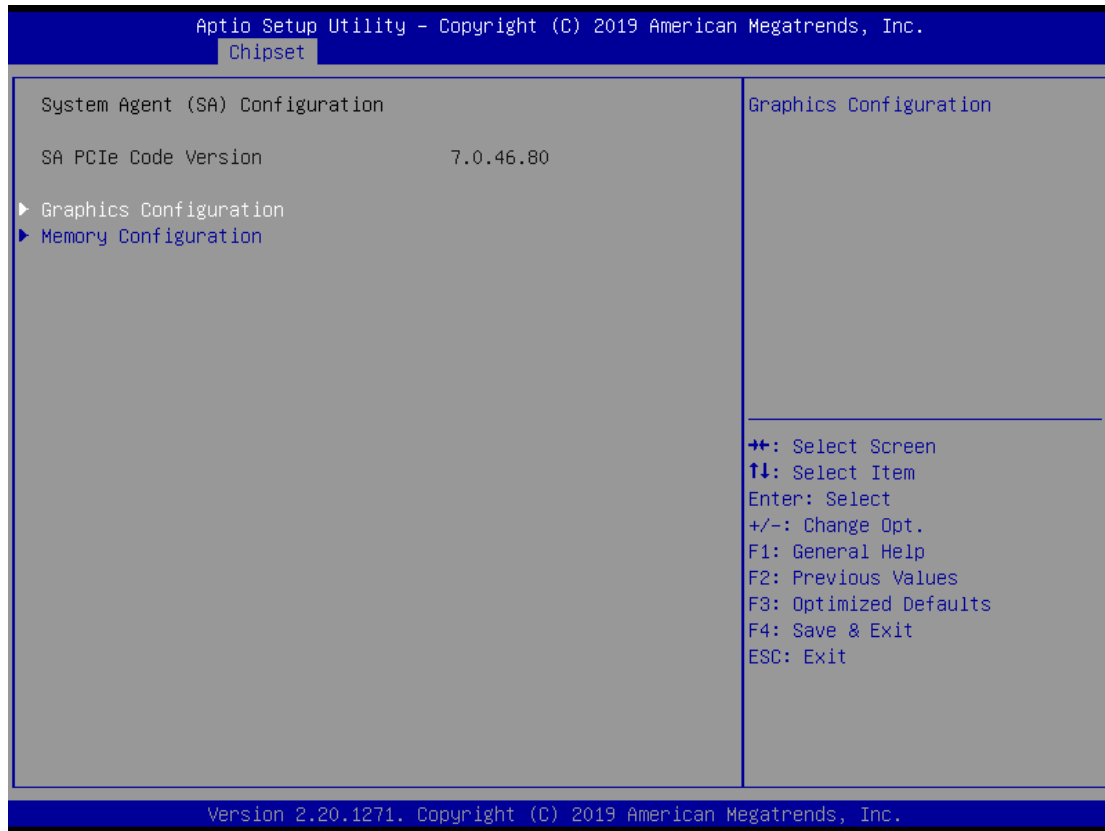 Aptio Setup Utility – Copyright (C) 2019 American Megatrends, Inc.
Chipset
System Agent (SA) Configuration
SA PCIe Code Version 7.0.46.80
▶ Graphics Configuration
▶ Memory Configuration
Graphics Configuration
→←: Select Screen
↑↓: Select Item
Enter: Select
+/-: Change Opt.
F1: General Help
F2: Previous Values
F3: Optimized Defaults
F4: Save & Exit
ESC: Exit
Version 2.20.1271. Copyright (C) 2019 American Megatrends, Inc.